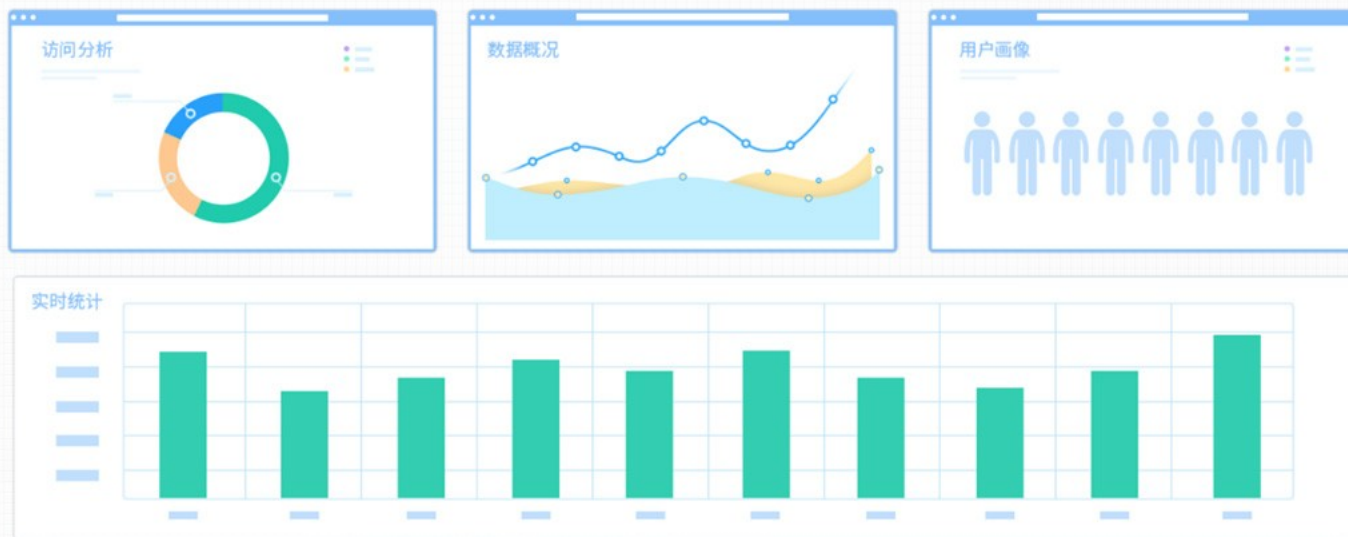 访问分析
数据概况
用户画像
实时统计